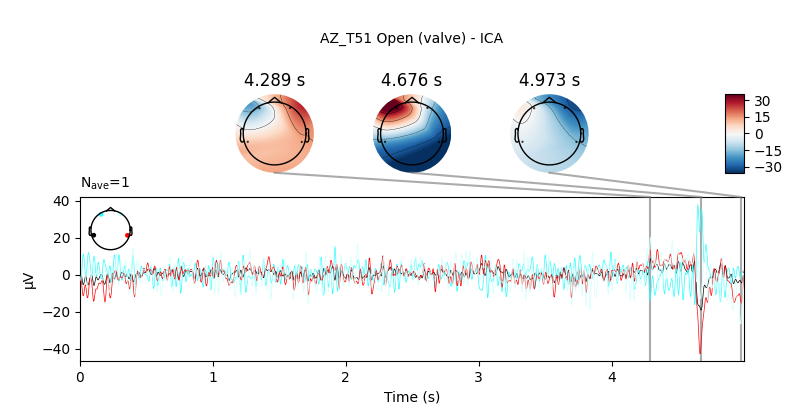 AZ_T51 Open (valve) - ICA
4.289 s
4.676 s
4.973 s
30
15
0
−15
−30
Nave=1
40
20
0
−20
−40
µV
0
1
2
3
4
Time (s)